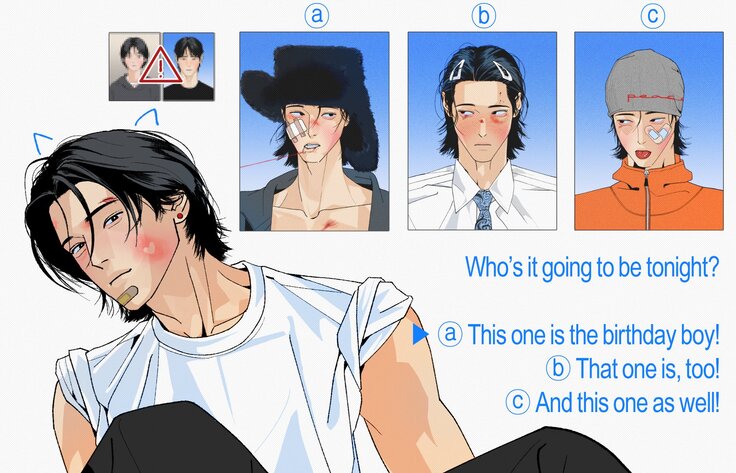 ⓐ
ⓑ
ⓒ
peace
Who's it going to be tonight?
▶ ⓐ This one is the birthday boy!
ⓑ That one is, too!
ⓒ And this one as well!